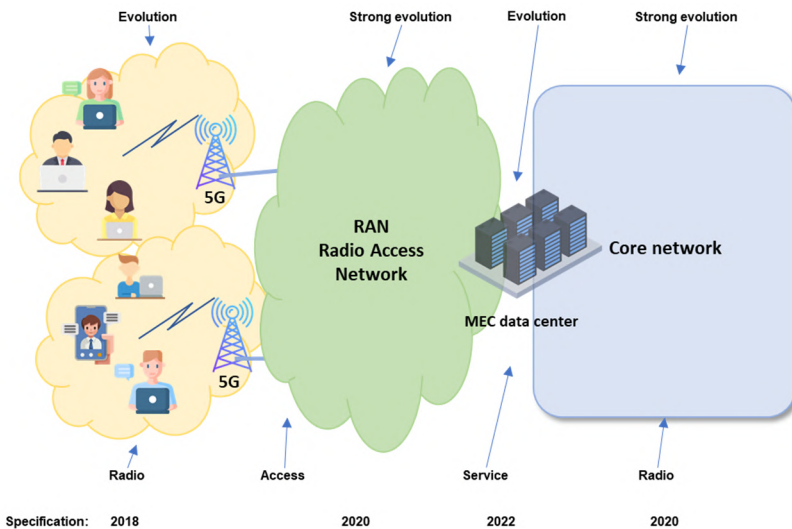 Evolution
Strong evolution
Evolution
Strong evolution
5G
RAN
Radio Access
Network
Core network
MEC data center
5G
Radio
Access
Service
Radio
Specification: 2018 2020 2022 2020